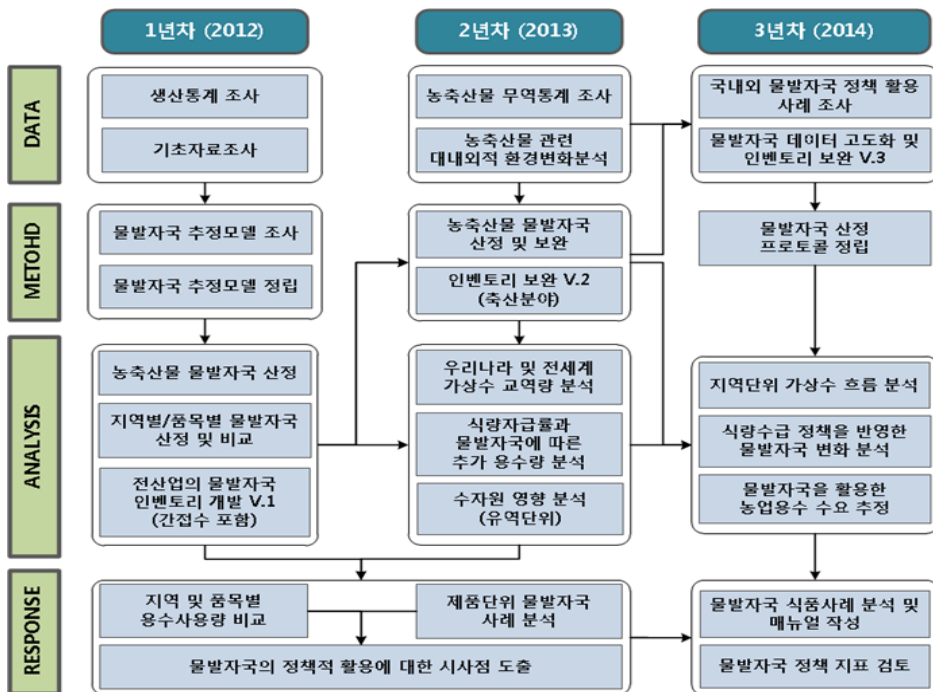 1년차 (2012)
2년차 (2013)
3년차 (2014)
DATA
생산통계 조사
기초자료조사
농축산물 무역통계 조사
농축산물 관련
대내외적 환경변화분석
국내외 물발자국 정책 활용
사례 조사
물발자국 데이터 고도화 및
인벤토리 보완 V.3
METOHD
물발자국 추정모델 조사
물발자국 추정모델 정립
농축산물 물발자국
산정 및 보완
인벤토리 보완 V.2
(축산분야)
물발자국 산정
프로토콜 정립
ANALYSIS
농축산물 물발자국 산정
지역별/품목별 물발자국
산정 및 비교
전산업의 물발자국
인벤토리 개발 V.1
(간접수 포함)
우리나라 및 전세계
가상수 교역량 분석
식량자급률과
물발자국에 따른
추가 용수량 분석
수자원 영향 분석
(유역단위)
지역단위 가상수 흐름 분석
식량수급 정책을 반영한
물발자국 변화 분석
물발자국을 활용한
농업용수 수요 추정
RESPONSE
지역 및 품목별
용수사용량 비교
제품단위 물발자국
사례 분석
물발자국의 정책적 활용에 대한 시사점 도출
물발자국 식품사례 분석 및
매뉴얼 작성
물발자국 정책 지표 검토